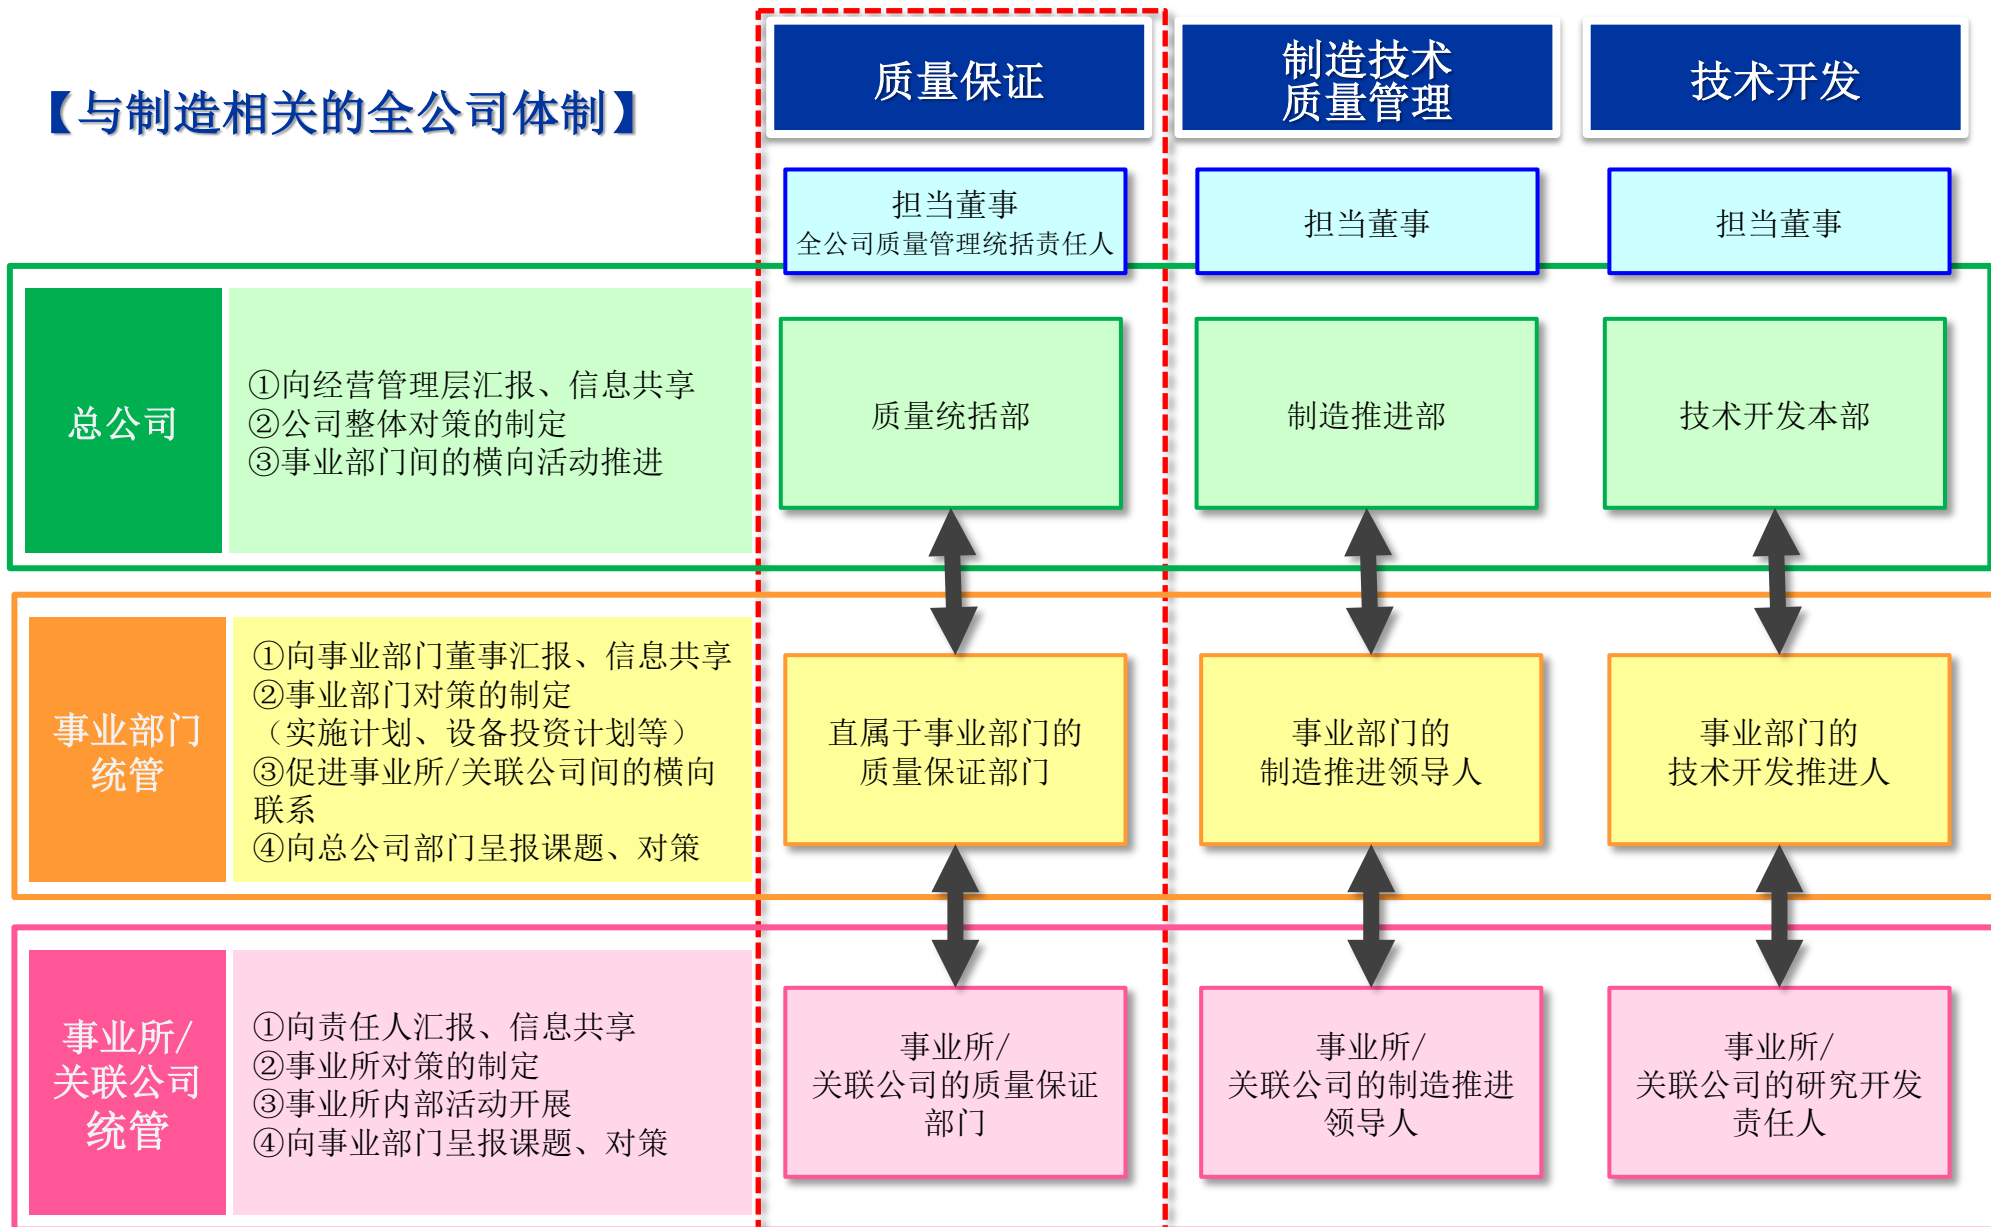 【与制造相关的全公司体制】
质量保证
制造技术
质量管理
技术开发
担当董事
全公司质量管理统括责任人
担当董事
担当董事
总公司
①向经营管理层汇报、信息共享
②公司整体对策的制定
③事业部门间的横向活动推进
质量统括部
制造推进部
技术开发本部
事业部门
统管
①向事业部门董事汇报、信息共享
②事业部门对策的制定
（实施计划、设备投资计划等）
③促进事业所/关联公司间的横向
联系
④向总公司部门呈报课题、对策
直属于事业部门的
质量保证部门
事业部门的
制造推进领导人
事业部门的
技术开发推进人
事业所/
关联公司
统管
①向责任人汇报、信息共享
②事业所对策的制定
③事业所内部活动开展
④向事业部门呈报课题、对策
事业所/
关联公司的质量保证
部门
事业所/
关联公司的制造推进
领导人
事业所/
关联公司的研究开发
责任人